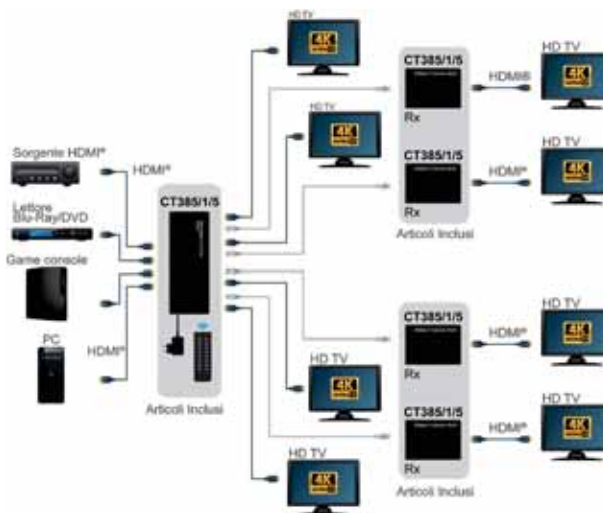 HD TV
HD TV
Sorgente HDMI®
HDMI®
Lettore
Blu-Ray/DVD
Game console
PC
HDMI®
CT385/1/5
Articoli Inclusi
CT385/1/5
Rx
HDMI®
HD TV
4K
CT385/1/5
Rx
HDMI®
HD TV
4K
Articoli Inclusi
4K
4K
CT385/1/5
Rx
HDMI®
HD TV
4K
CT385/1/5
Rx
HDMI®
HD TV
4K
Articoli Inclusi
HD TV
4K
HD TV
4K